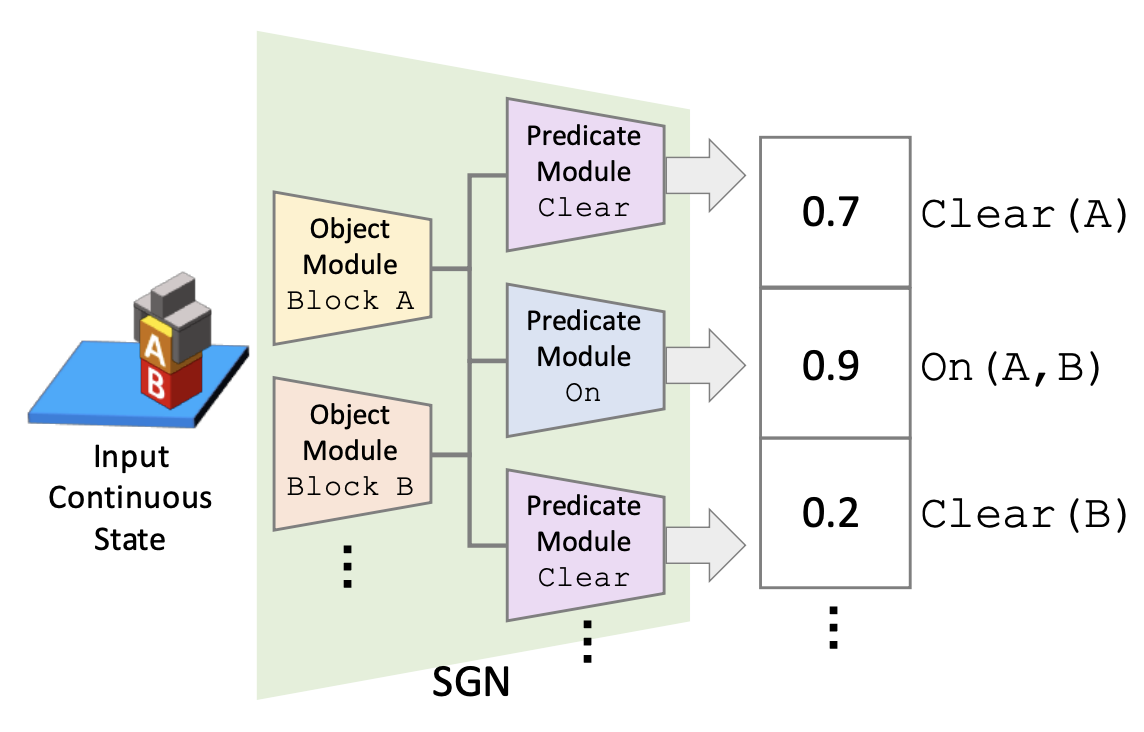 A
B
Input
Continuous
State
Object
Module
Block A
Object
Module
Block B
Predicate
Module
Clear
Predicate
Module
On
Predicate
Module
Clear
SGN
0.7
Clear(A)
0.9
On(A,B)
0.2
Clear(B)